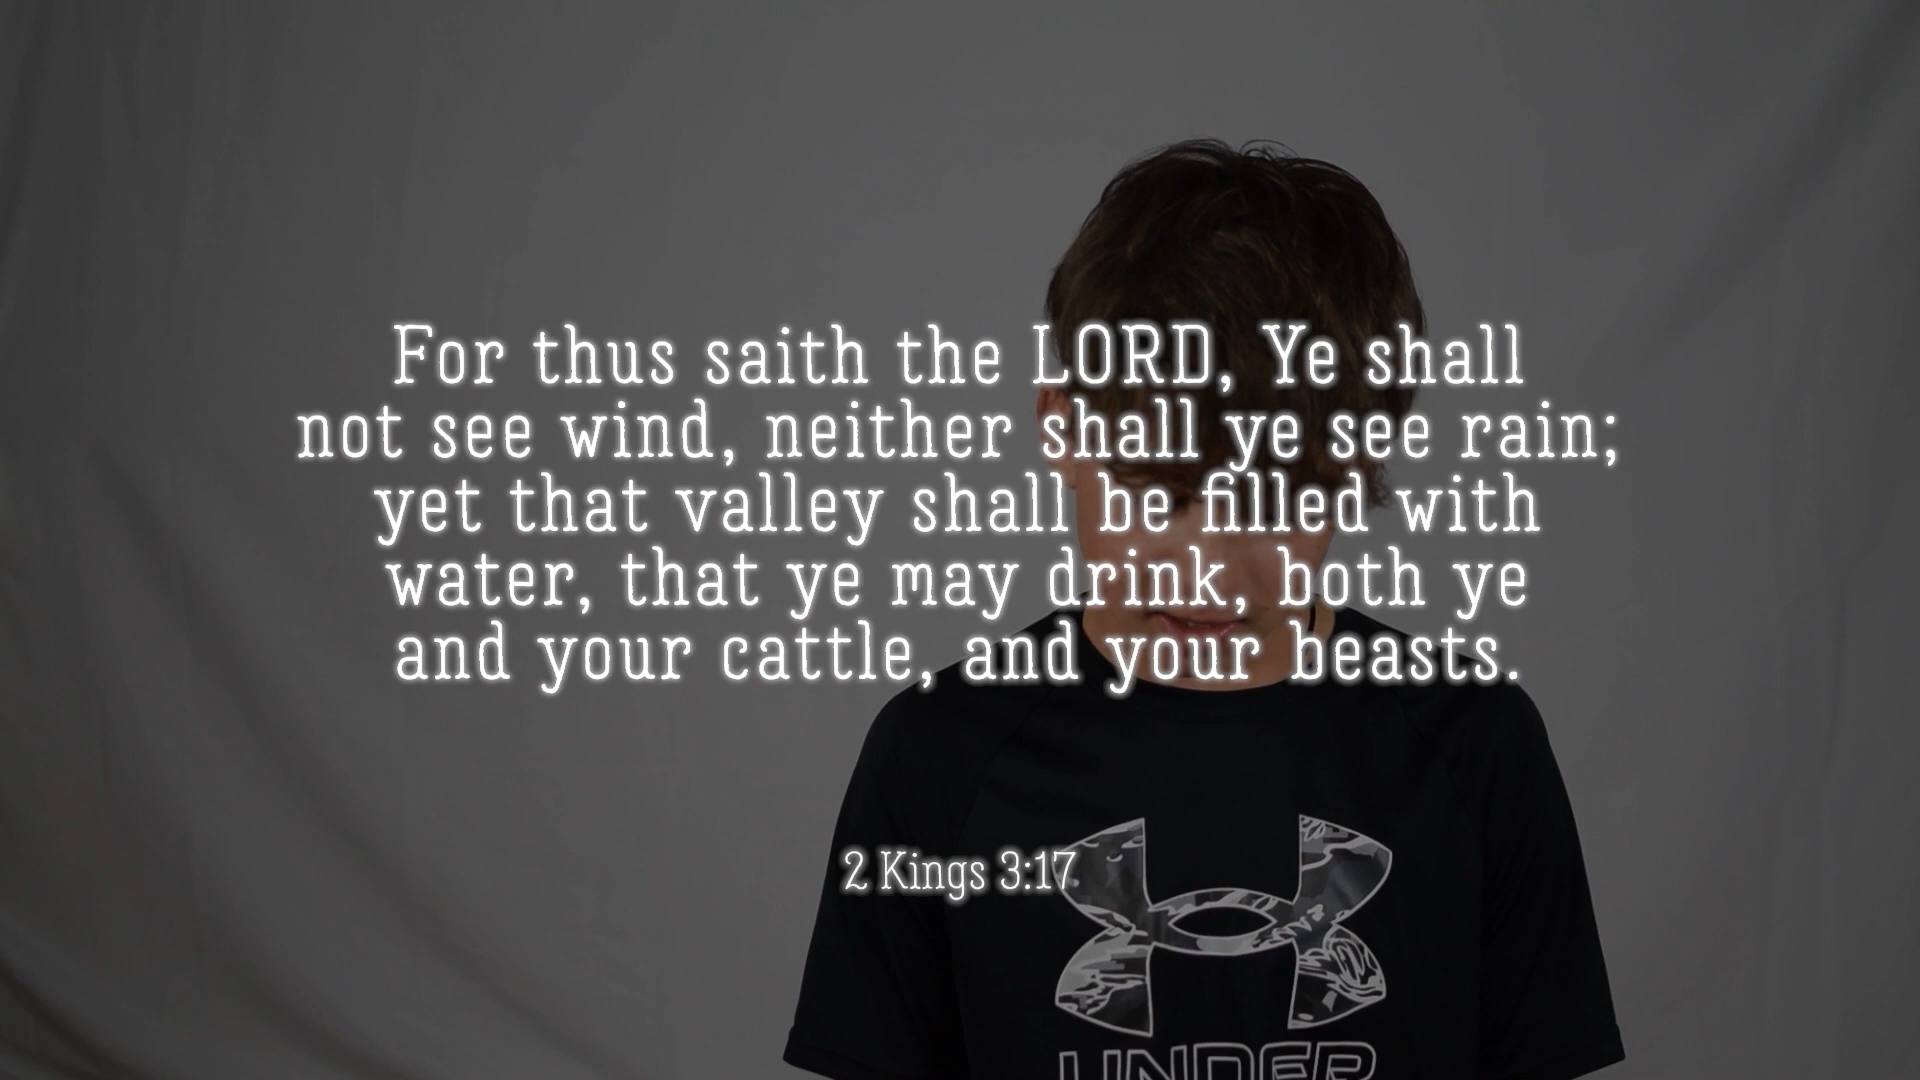 For thus saith the LORD, Ye shall
not see wind, neither shall ye see rain;
yet that valley shall be filled with
water, that ye may drink, both ye
and your cattle, and your beasts.
2 Kings 3:17
UNDER